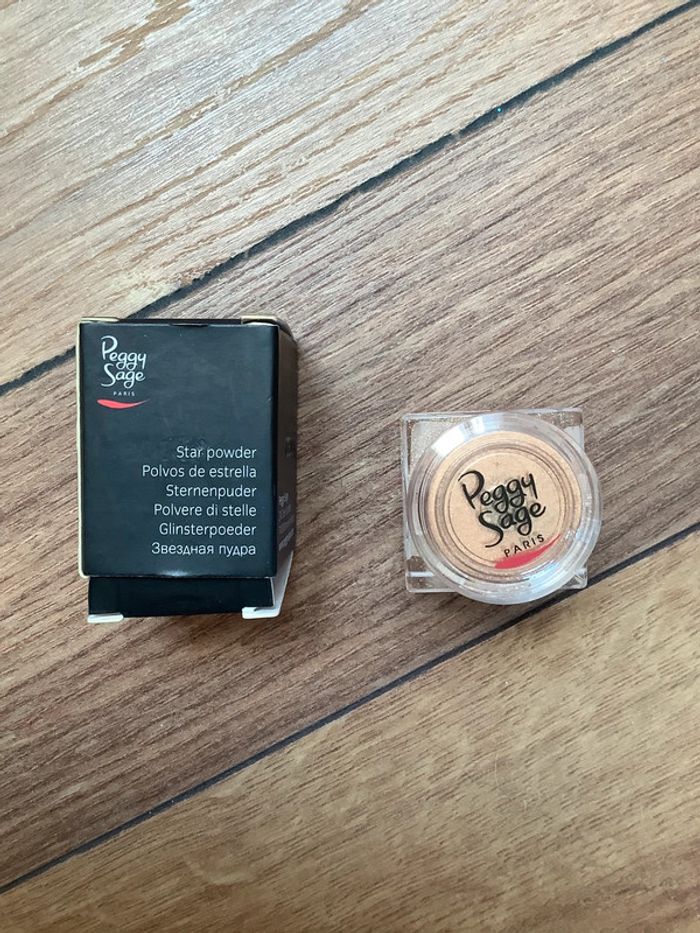 Peggy
Sage
PARIS
Star powder
Polvos de estrella
Sternenpuder
Polvere di stelle
Glinsterpoeder
Звездная пудра
Peggy
Sage
PARIS